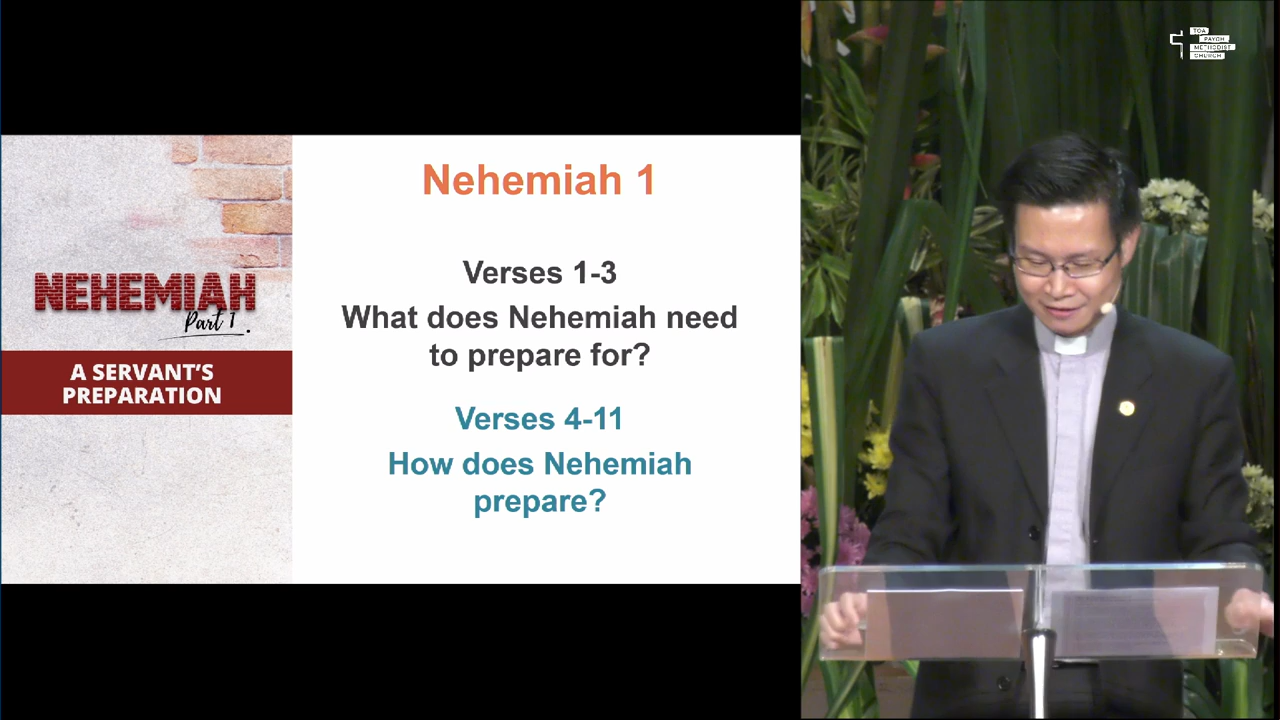 TOA
PAYOH
METHODIST
CHURCH
Nehemiah 1
Verses 1-3
What does Nehemiah need
to prepare for?
Verses 4-11
How does Nehemiah
prepare?
NEHEMIAH
Part 1
A SERVANT'S
PREPARATION